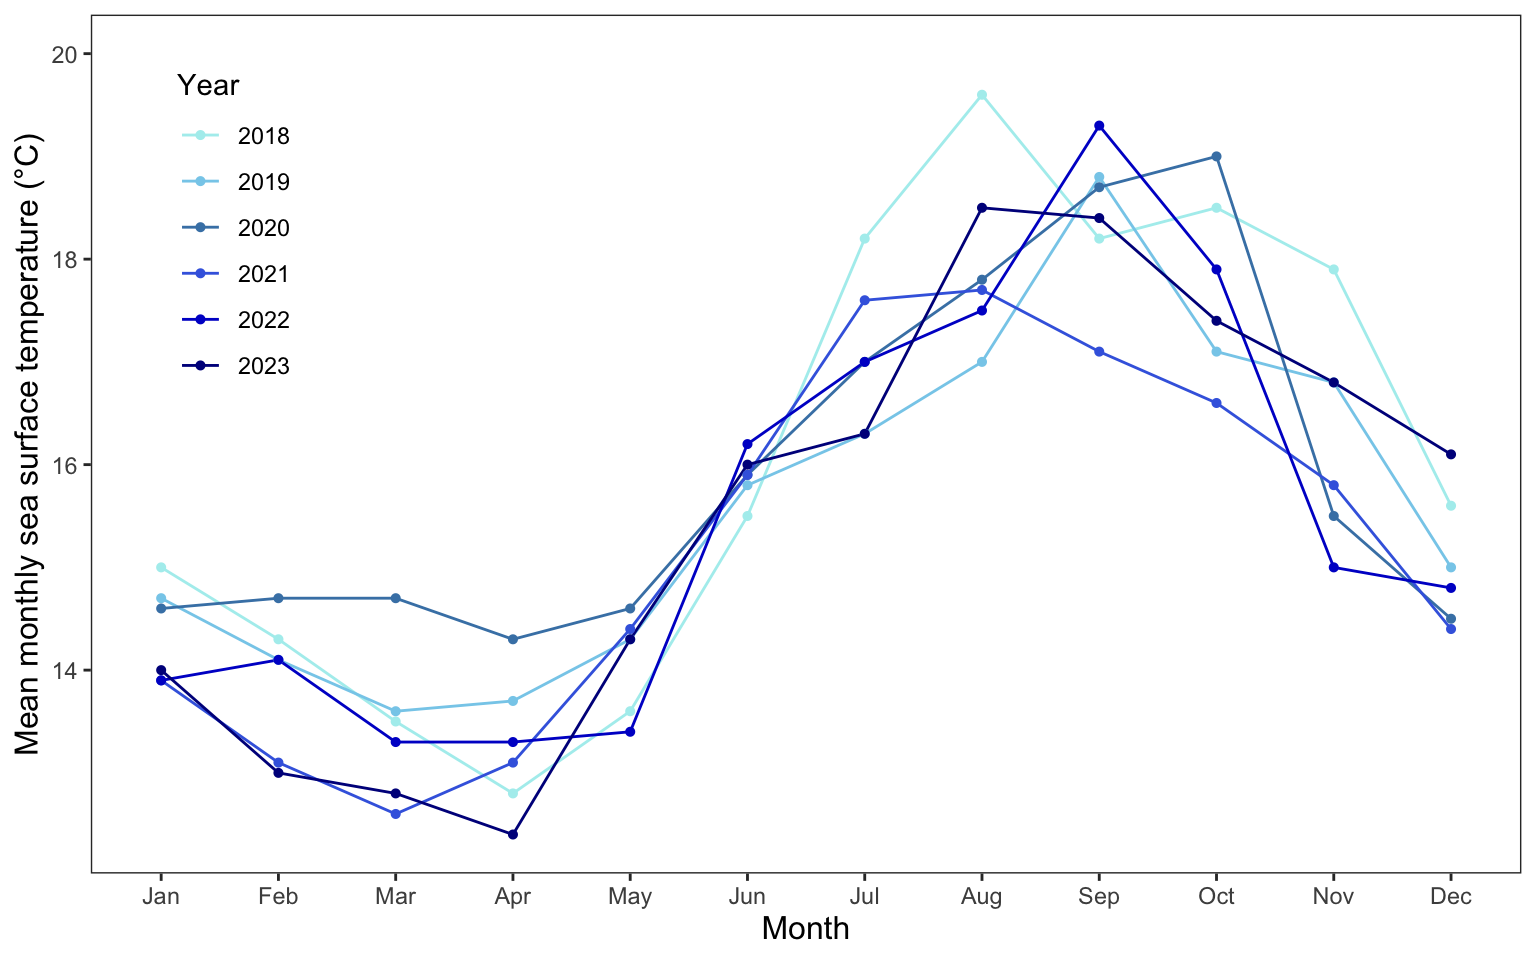 Mean monthly sea surface temperature (°C)
20
18
16
14
Year
2018
2019
2020
2021
2022
2023
Jan Feb Mar Apr May Jun Jul Aug Sep Oct Nov Dec
Month